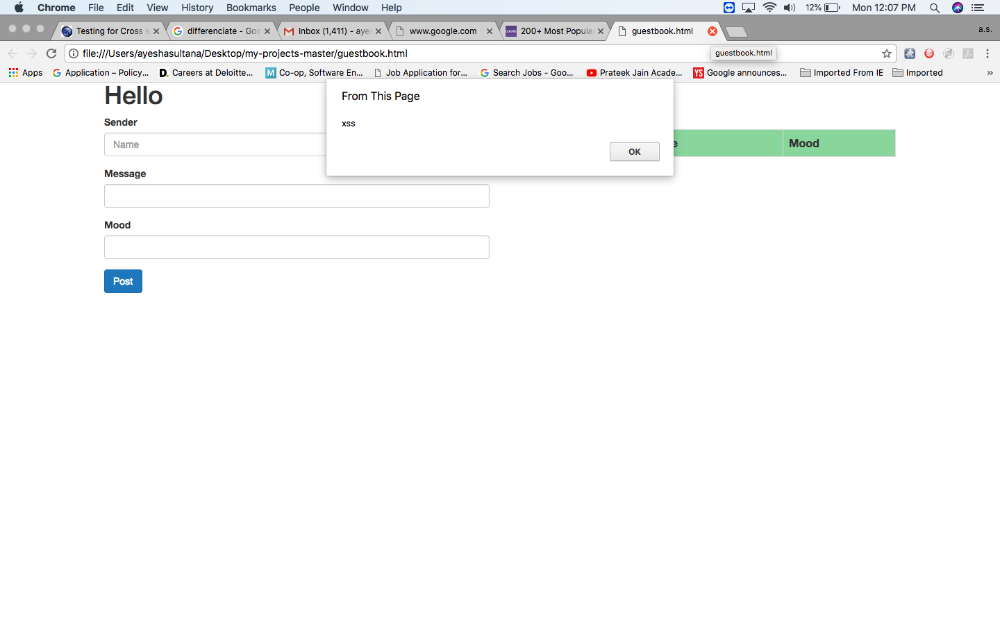 Chrome File Edit View History Bookmarks People Window Help 12% Mon 12:07 PM
Testing for Cross s differenciate - Goo Inbox (1,411) - ayes www.google.com 200+ Most Popula guestbook.html a.s.
file:///Users/ayeshasultana/Desktop/my-projects-master/guestbook.html
guestbook.html
Apps Application – Policy... D. Careers at Deloitte... M Co-op, Software En... Job Application for... Search Jobs - Goo... Prateek Jain Acade... YS Google announces... Imported From IE Imported »
Hello
From This Page
xss
OK
Sender
Name
e Mood
Message
Mood
Post